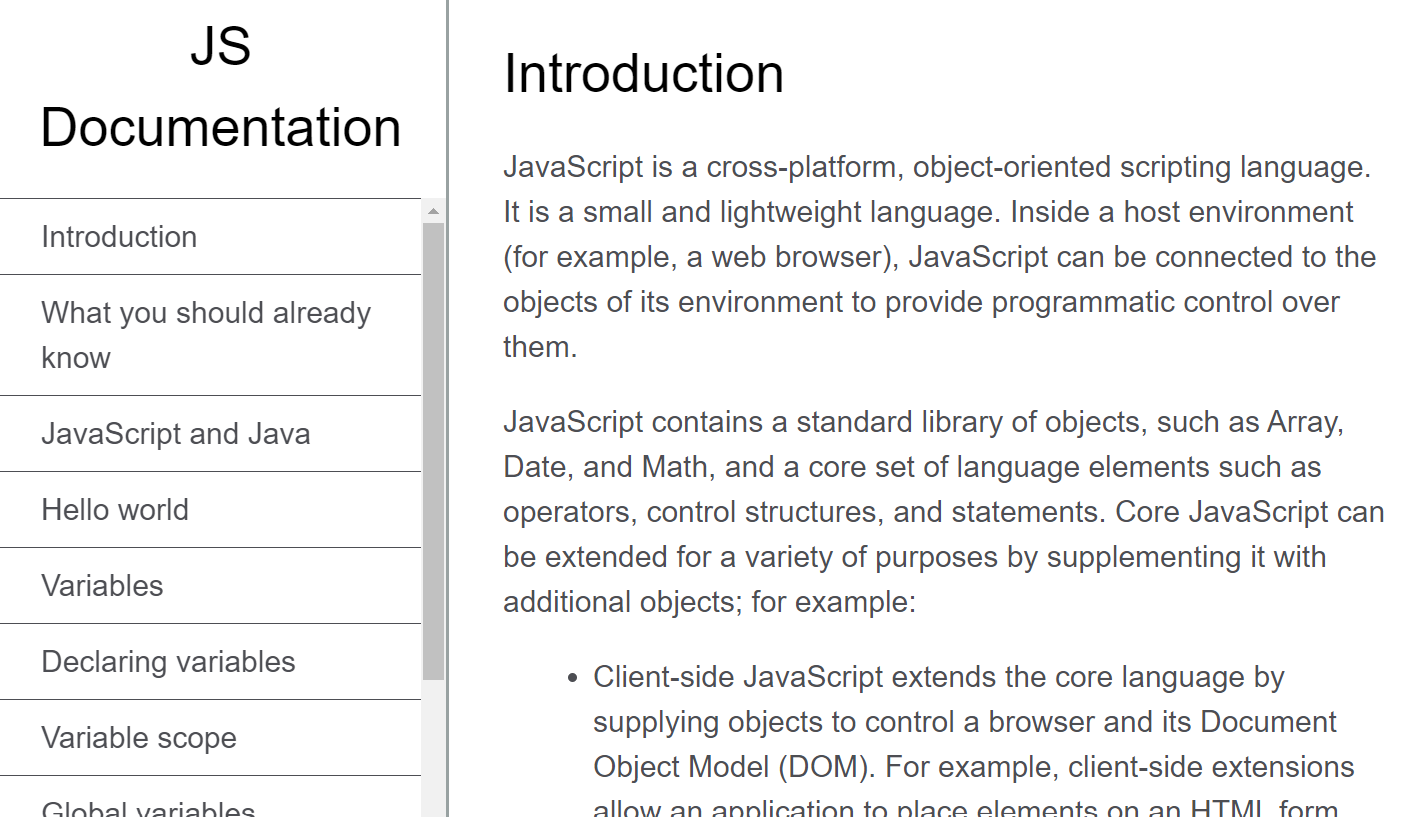 JS
Documentation
Introduction
What you should already
know
JavaScript and Java
Hello world
Variables
Declaring variables
Variable scope
Global variables
Introduction
JavaScript is a cross-platform, object-oriented scripting language.
It is a small and lightweight language. Inside a host environment
(for example, a web browser), JavaScript can be connected to the
objects of its environment to provide programmatic control over
them.
JavaScript contains a standard library of objects, such as Array,
Date, and Math, and a core set of language elements such as
operators, control structures, and statements. Core JavaScript can
be extended for a variety of purposes by supplementing it with
additional objects; for example:
• Client-side JavaScript extends the core language by
supplying objects to control a browser and its Document
Object Model (DOM). For example, client-side extensions
allow an application to place elements on an HTML form